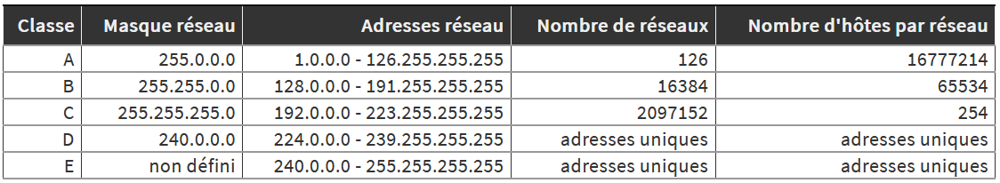 Classe Masque réseau Adresses réseau Nombre de réseaux Nombre d'hôtes par réseau
A 255.0.0.0 1.0.0.0 - 126.255.255.255 126 16777214
B 255.255.0.0 128.0.0.0 - 191.255.255.255 16384 65534
C 255.255.255.0 192.0.0.0 - 223.255.255.255 2097152 254
D 240.0.0.0 224.0.0.0 - 239.255.255.255 adresses uniques adresses uniques
E non défini 240.0.0.0 - 255.255.255.255 adresses uniques adresses uniques